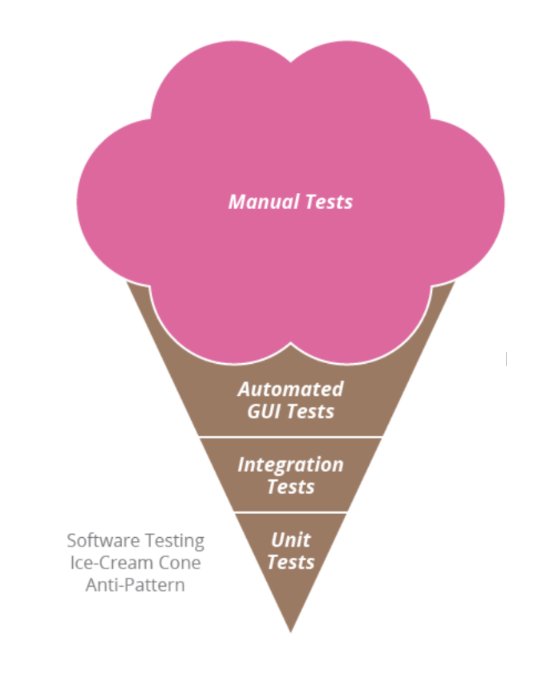 Manual Tests
Automated
GUI Tests
Integration
Tests
Unit
Tests
Software Testing
Ice-Cream Cone
Anti-Pattern